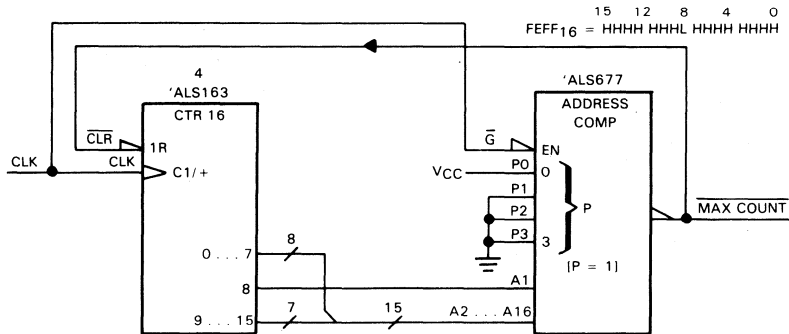 15 12 8 4 0
FEFF16 = HHHH HHHL HHHH HHHH
4
'ALS163
CTR 16
'ALS677
ADDRESS
COMP
CLR
1R
G
EN
CLK
CLK
C1/+
VCC
P0
0
P1
P2
P
P3
3
MAX COUNT
[P = 1]
0 . . . 7
8
8
A1
9 . . . 15
7
15
A2 . . . A16